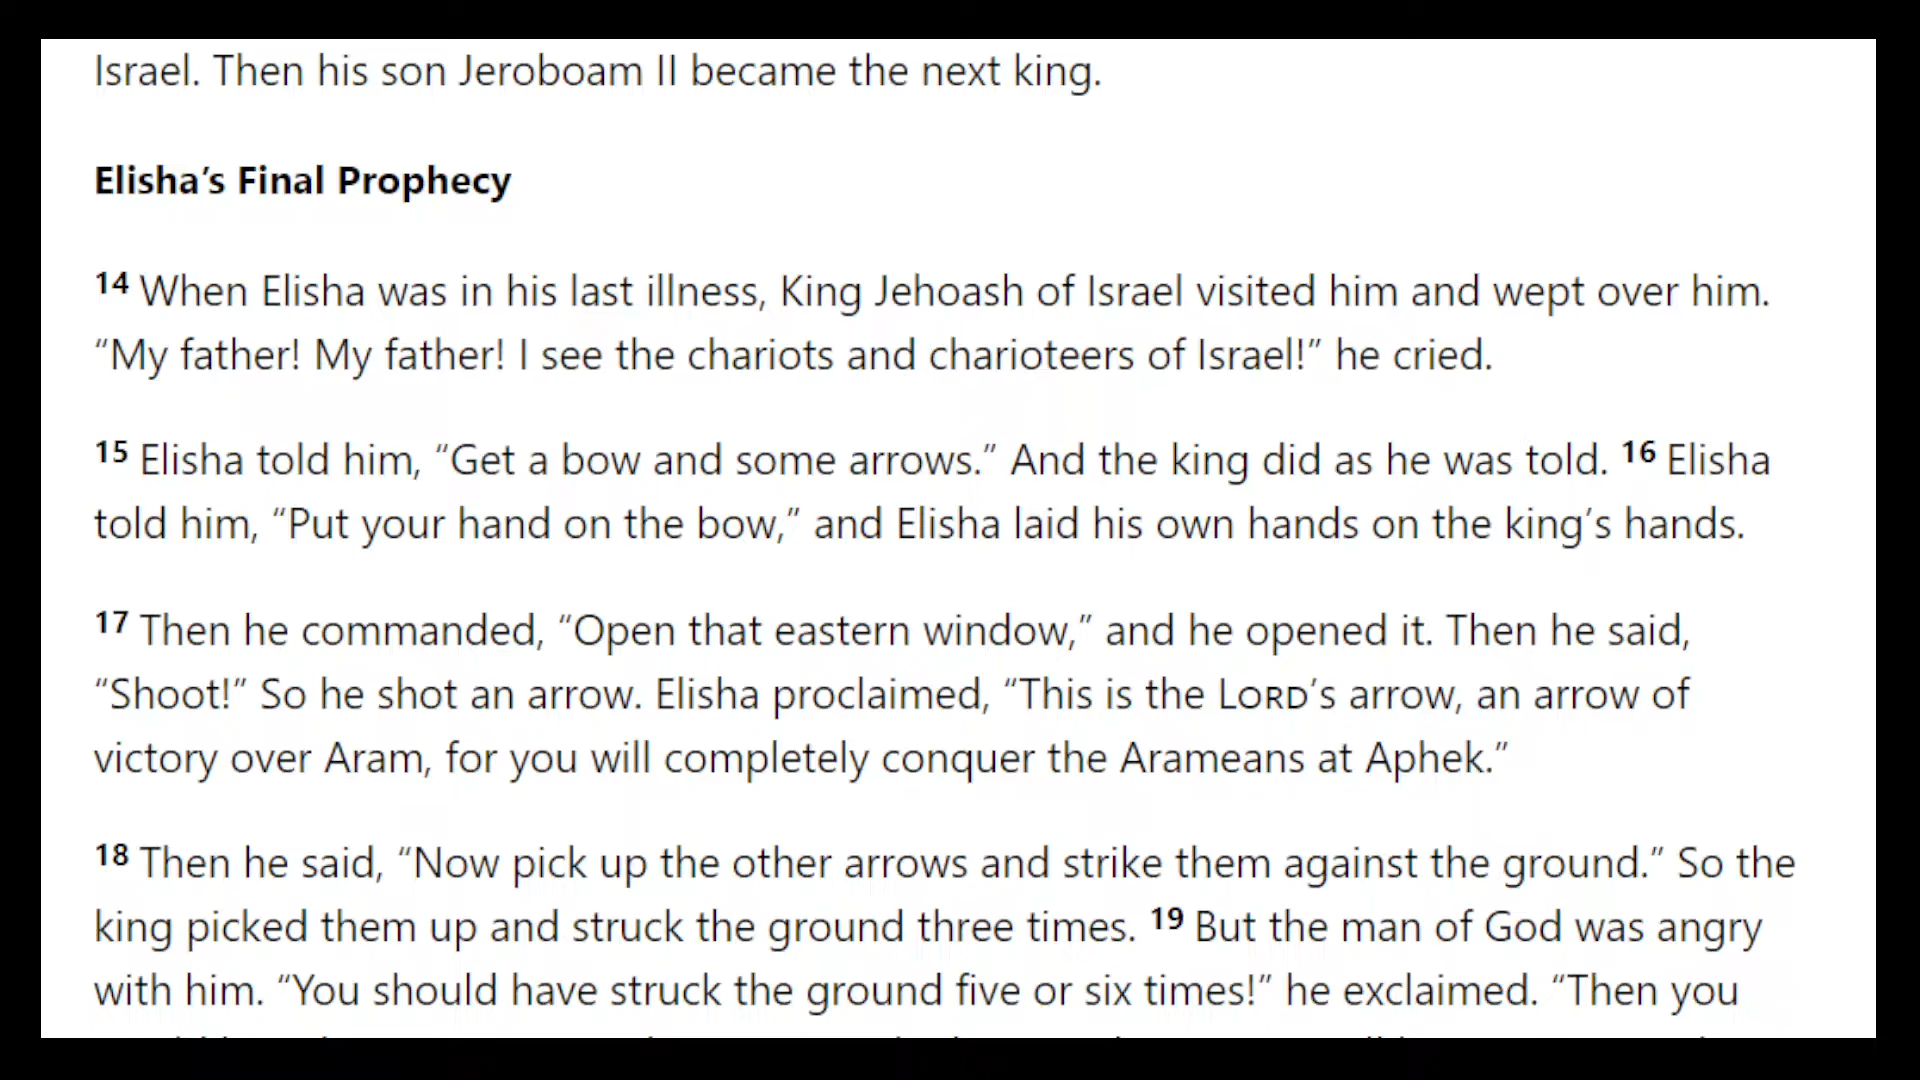 Israel. Then his son Jeroboam II became the next king.
Elisha’s Final Prophecy
14 When Elisha was in his last illness, King Jehoash of Israel visited him and wept over him.
“My father! My father! I see the chariots and charioteers of Israel!” he cried.
15 Elisha told him, “Get a bow and some arrows.” And the king did as he was told. 16 Elisha
told him, “Put your hand on the bow,” and Elisha laid his own hands on the king’s hands.
17 Then he commanded, “Open that eastern window,” and he opened it. Then he said,
“Shoot!” So he shot an arrow. Elisha proclaimed, “This is the LORD’s arrow, an arrow of
victory over Aram, for you will completely conquer the Arameans at Aphek.”
18 Then he said, “Now pick up the other arrows and strike them against the ground.” So the
king picked them up and struck the ground three times. 19 But the man of God was angry
with him. “You should have struck the ground five or six times!” he exclaimed. “Then you